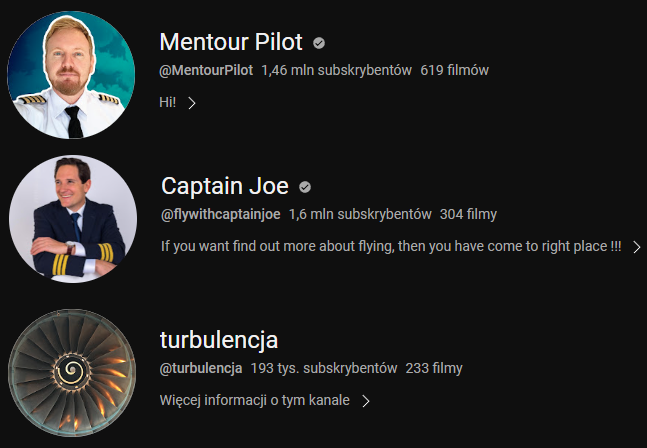 Mentour Pilot
@MentourPilot 1,46 mln subskrybentów 619 filmów
Hi!
Captain Joe
@flywithcaptainjoe 1,6 mln subskrybentów 304 filmy
If you want find out more about flying, then you have come to right place !!!
turbulencja
@turbulencja 193 tys. subskrybentów 233 filmy
Więcej informacji o tym kanale